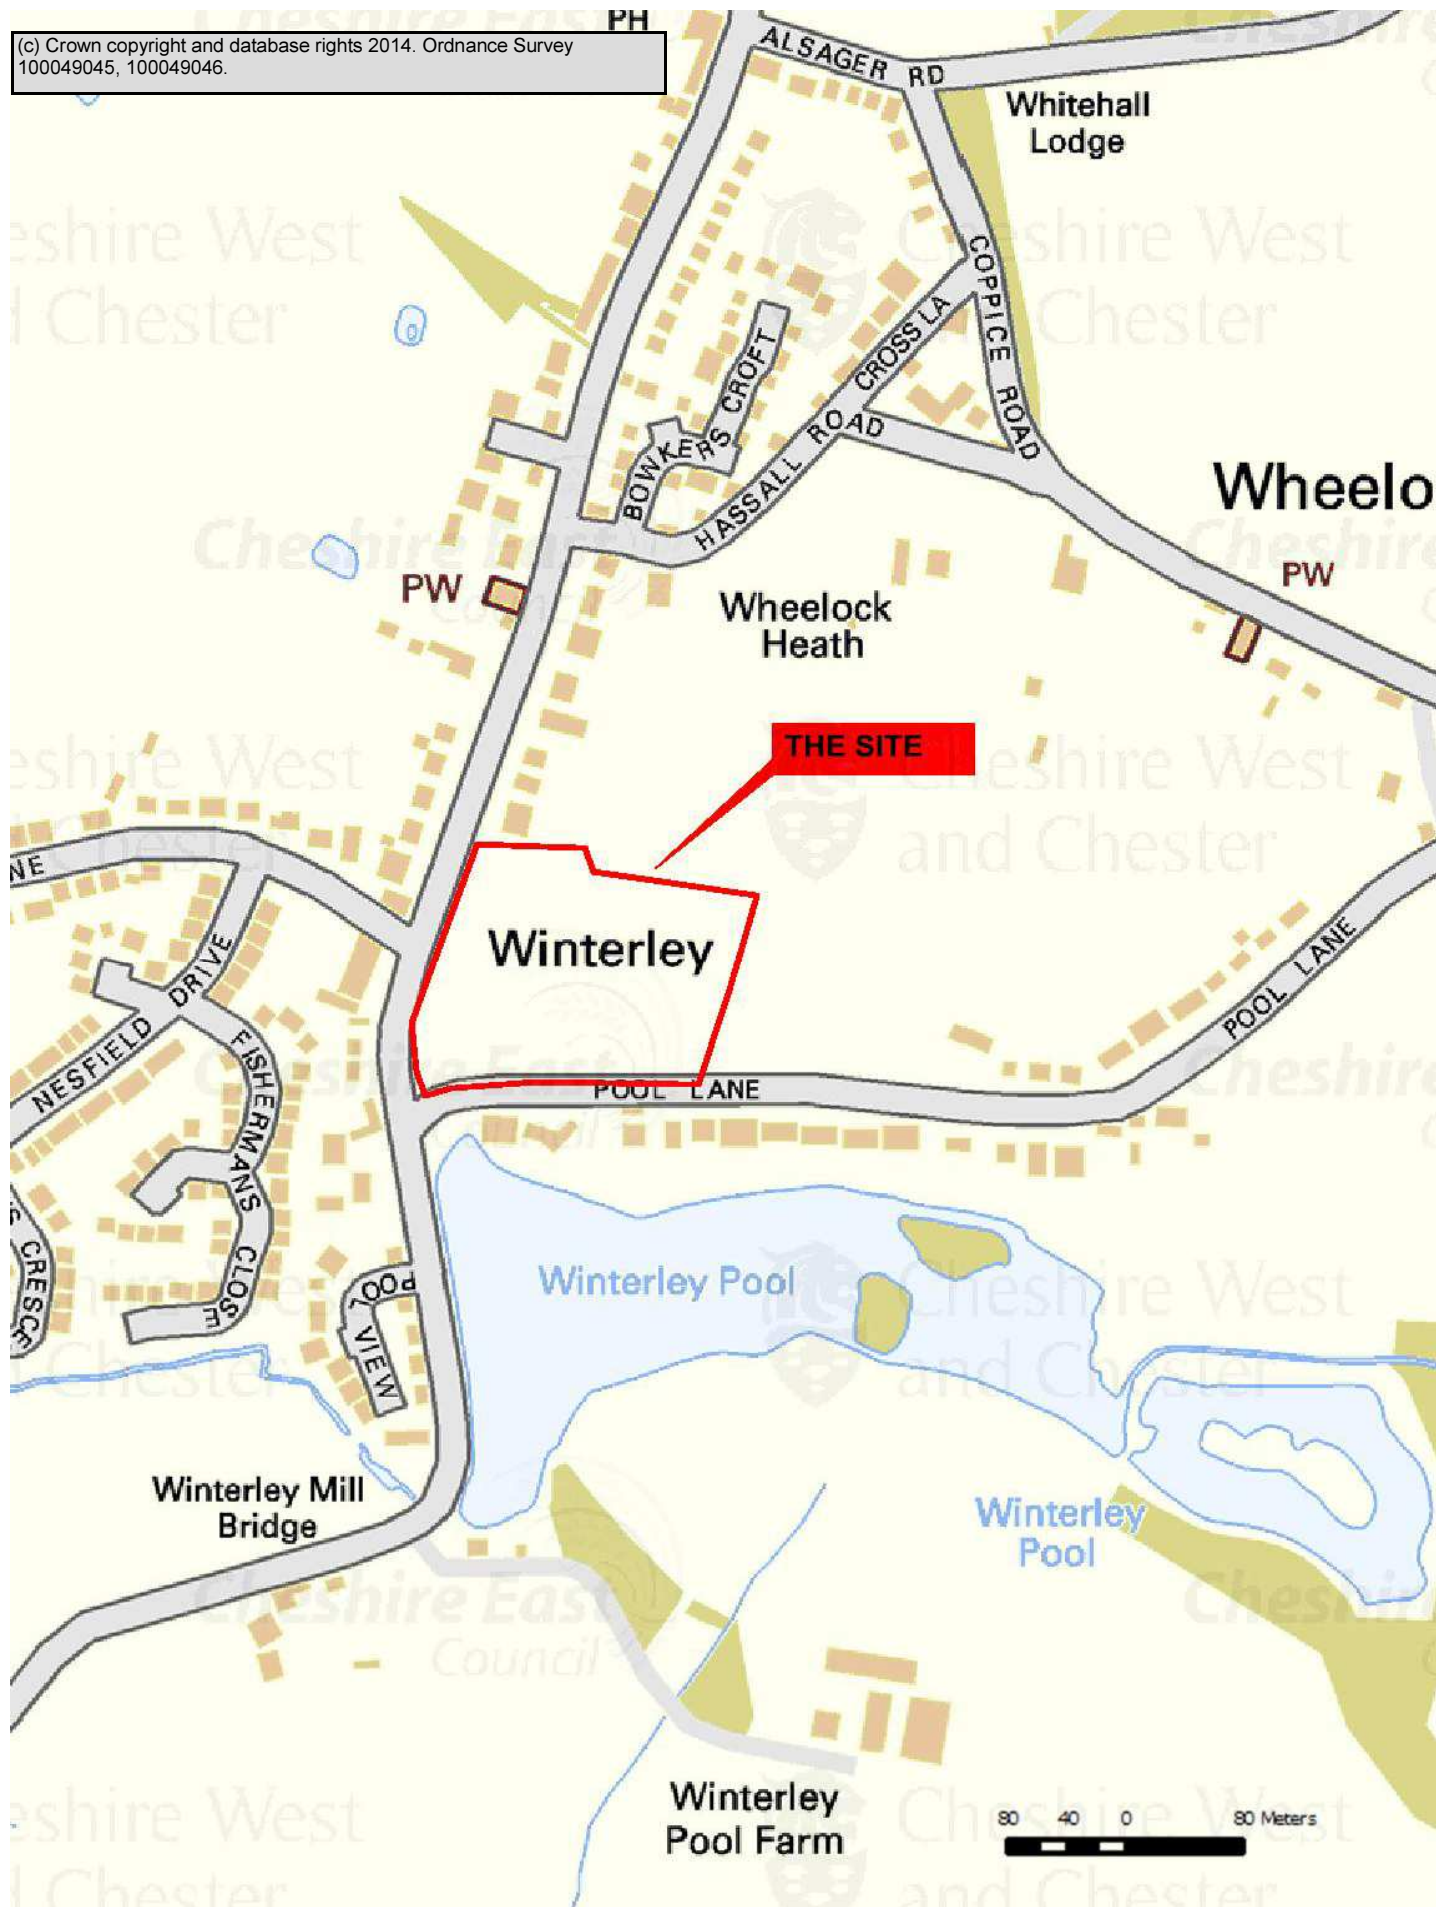 PH
(c) Crown copyright and database rights 2014. Ordnance Survey
100049045, 100049046.
ALSAGER RD
Whitehall
Lodge
COPPICE ROAD
CROSS LA
BOWKERS CROFT
HASSALL ROAD
Wheelo
PW
PW
Wheelock
Heath
THE SITE
NE
Winterley
NESFIELD DRIVE
FISHERMANS CLOSE
POOL LANE
POOL LANE
CRESCE
POOL VIEW
Winterley Pool
Winterley Mill
Bridge
Winterley
Pool
Winterley
Pool Farm
80 40 0 80 Meters
Cheshire West
and Chester
Cheshire East
Council